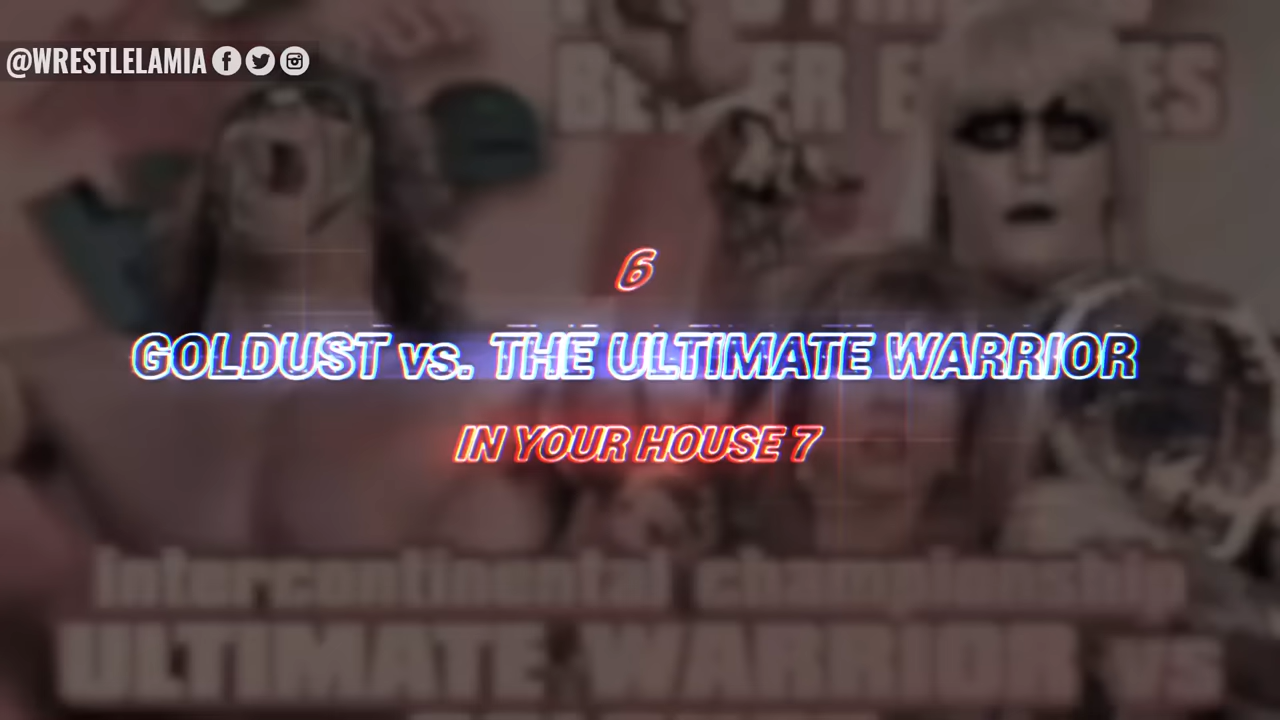 @WRESTLELAMIA
6
GOLDUST vs. THE ULTIMATE WARRIOR
IN YOUR HOUSE 7
intercontinental championship
ULTIMATE WARRIOR vs